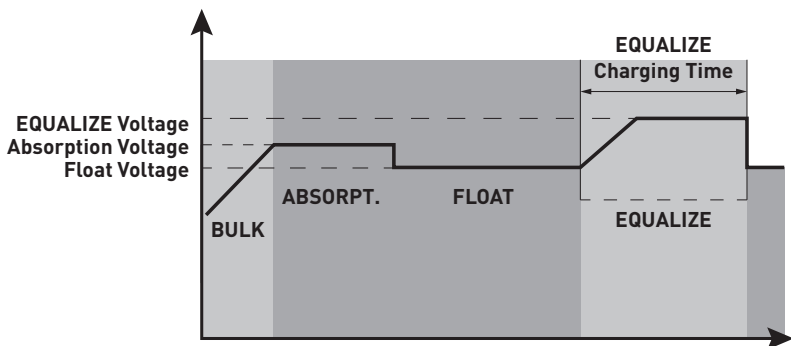 EQUALIZE
Charging Time
EQUALIZE Voltage
Absorption Voltage
Float Voltage
ABSORPT.
FLOAT
BULK
EQUALIZE